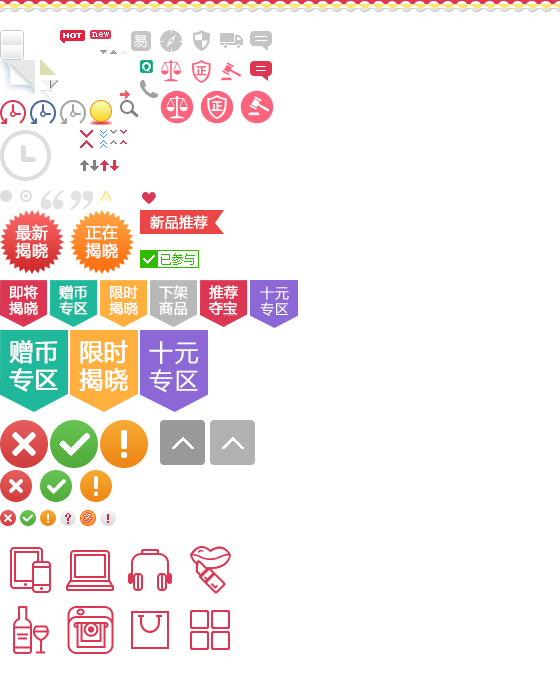 HOT
new
易
正
正
最新
揭晓
正在
揭晓
新品推荐
已参与
即将
揭晓
赠币
专区
限时
揭晓
下架
商品
推荐
夺宝
十元
专区
赠币
专区
限时
揭晓
十元
专区